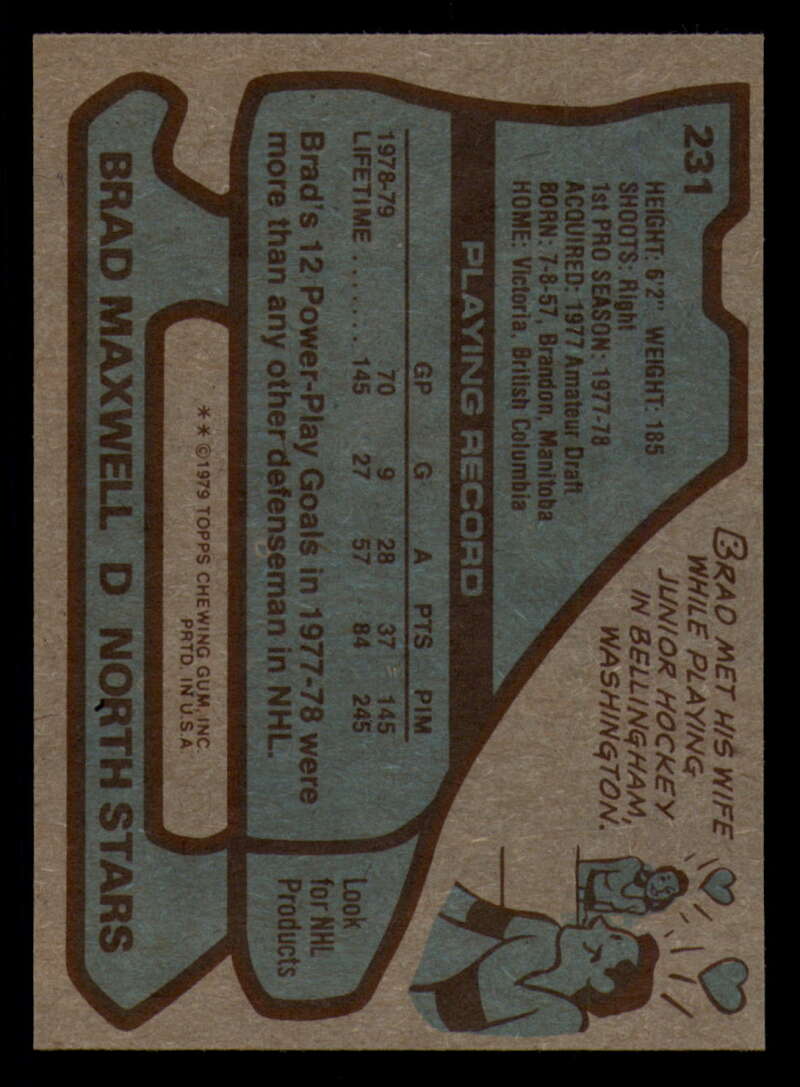 231
HEIGHT: 6'2" WEIGHT: 185
SHOOTS: Right
1st PRO SEASON: 1977-78
ACQUIRED: 1977 Amateur Draft
BORN: 7-8-57, Brandon, Manitoba
HOME: Victoria, British Columbia
BRAD MET HIS WIFE
WHILE PLAYING
JUNIOR HOCKEY
IN BELLINGHAM,
WASHINGTON.
PLAYING RECORD
GP G A PTS PIM
1978-79 70 9 28 37 145
LIFETIME ........ 145 27 57 84 245
Brad's 12 Power-Play Goals in 1977-78 were
more than any other defenseman in NHL.
Look
for NHL
Products
** ©1979 TOPPS CHEWING GUM, INC.
PRTD. IN U.S.A
BRAD MAXWELL D NORTH STARS